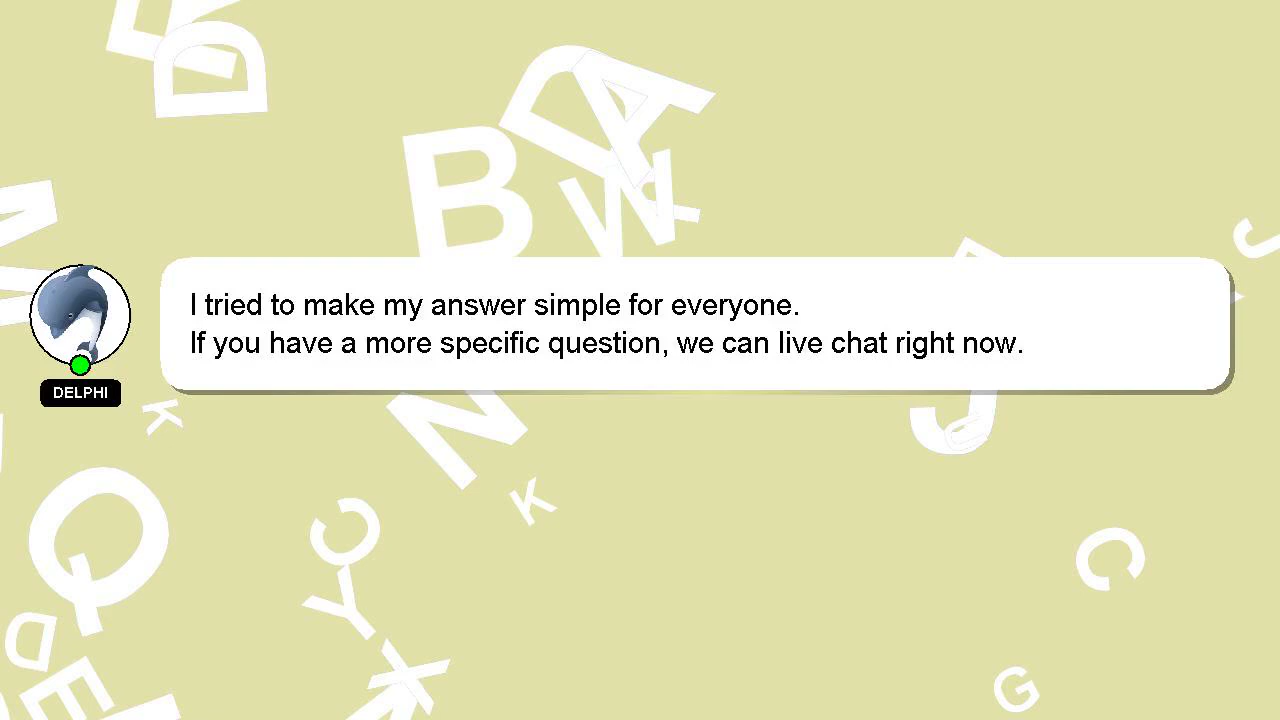 I tried to make my answer simple for everyone.
If you have a more specific question, we can live chat right now.
DELPHI